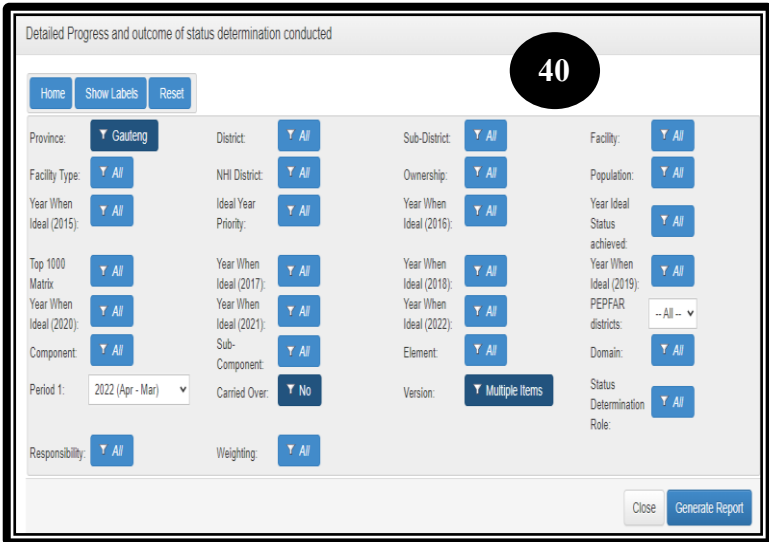 Detailed Progress and outcome of status determination conducted
40
Home Show Labels Reset
Province: Gauteng District: All Sub-District: All Facility: All
Facility Type: All NHI District: All Ownership: All Population: All
Year When Ideal (2015): All Ideal Year Priority: All Year When Ideal (2016): All Year Ideal Status achieved: All
Top 1000 Matrix All Year When Ideal (2017): All Year When Ideal (2018): All Year When Ideal (2019): All
Year When Ideal (2020): All Year When Ideal (2021): All Year When Ideal (2022): All PEPFAR districts: -- All --
Component: All Sub-Component: All Element: All Domain: All
Period 1: 2022 (Apr - Mar) Carried Over: No Version: Multiple Items Status Determination Role: All
Responsibility: All Weighting: All
Close Generate Report